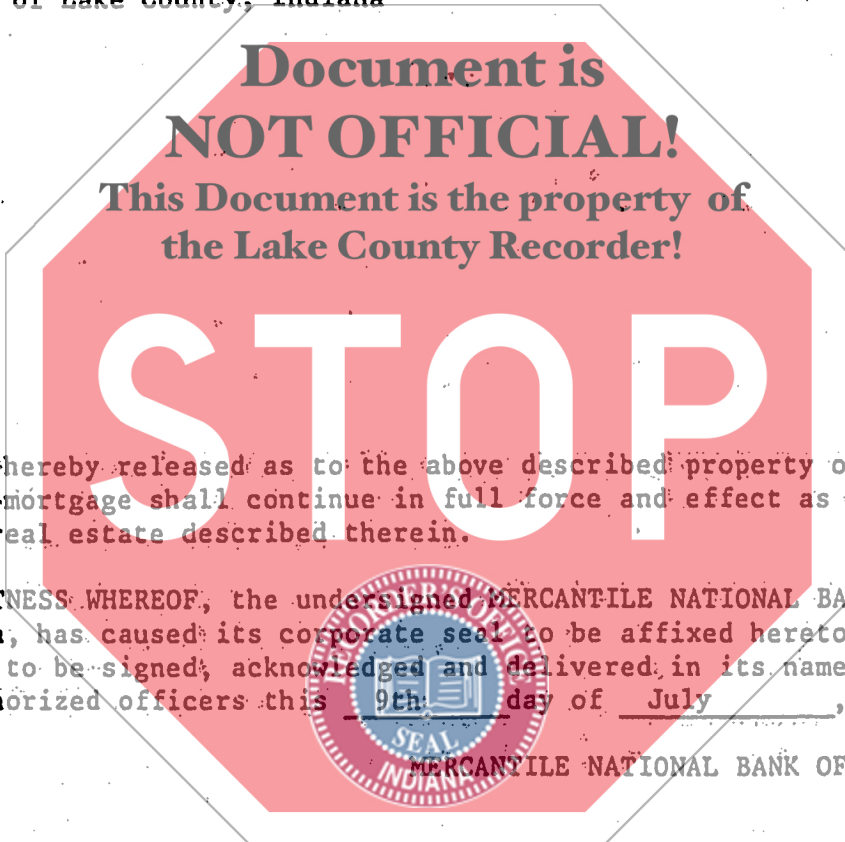 of Lake County, Indiana
Document is
NOT OFFICIAL!
This Document is the property of
the Lake County Recorder!
STOP
hereby released as to the above described property o
mortgage shall continue in full force and effect as
real estate described therein.
TNESS WHEREOF, the undersigned MERCANTILE NATIONAL BA
, has caused its corporate seal to be affixed hereto
to be signed, acknowledged and delivered in its name
orized officers this 9th day of July ,
RECORDER'S OFFICE
SEAL
INDIANA
MERCANTILE NATIONAL BANK OF